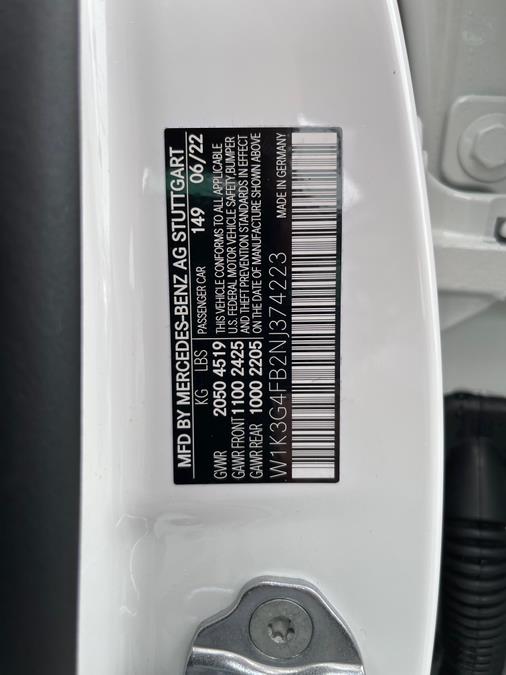 MFD BY MERCEDES-BENZ AG STUTTGART
KG LBS PASSENGER CAR 149 06/22
GVWR 2050 4519 THIS VEHICLE CONFORMS TO ALL APPLICABLE
U.S. FEDERAL MOTOR VEHICLE SAFETY, BUMPER
GAWR FRONT 1100 2425 AND THEFT PREVENTION STANDARDS IN EFFECT
GAWR REAR 1000 2205 ON THE DATE OF MANUFACTURE SHOWN ABOVE
MADE IN GERMANY
W1K3G4FB2NJ374223